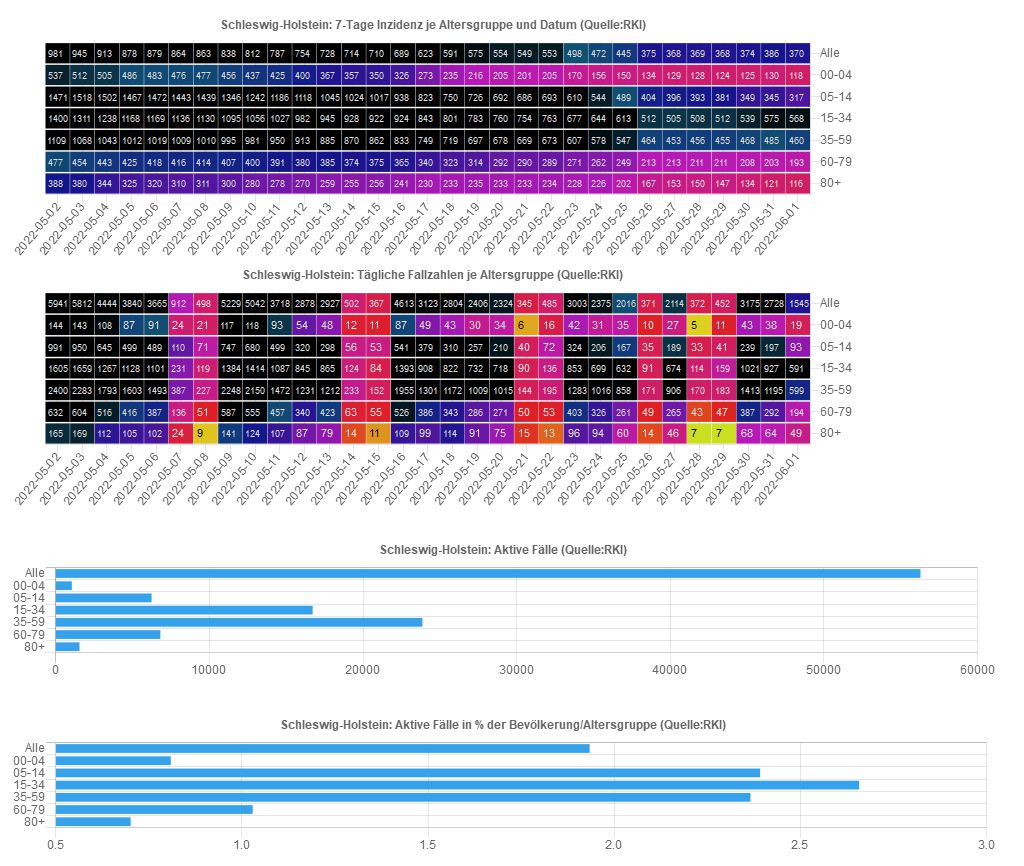 Schleswig-Holstein: 7-Tage Inzidenz je Altersgruppe und Datum (Quelle:RKI)
981 945 913 878 879 864 863 838 812 787 754 728 714 710 689 623 591 575 554 549 553 498 472 445 375 368 369 368 374 386 370 Alle
537 512 505 486 483 476 477 456 437 425 400 367 357 350 326 273 235 216 205 201 205 170 156 150 134 129 128 124 125 130 118 00-04
1471 1518 1502 1467 1472 1443 1439 1346 1242 1186 1118 1045 1024 1017 938 823 750 726 692 686 693 610 544 489 404 396 393 381 349 345 317 05-14
1400 1311 1238 1168 1169 1136 1130 1095 1056 1027 982 945 928 922 924 843 801 783 760 754 763 677 644 613 512 505 508 512 539 575 568 15-34
1109 1068 1043 1012 1019 1009 1010 995 981 950 913 885 870 862 833 749 719 697 678 669 673 607 578 547 464 453 456 455 468 485 460 35-59
477 454 443 425 418 416 414 407 400 391 380 385 374 375 365 340 323 314 292 290 289 271 262 249 213 213 211 211 208 203 193 60-79
388 380 344 325 320 310 311 300 280 278 270 259 255 256 241 230 233 235 233 233 234 228 226 202 167 153 150 147 134 121 116 80+
2022-05-02 2022-05-03 2022-05-04 2022-05-05 2022-05-06 2022-05-07 2022-05-08 2022-05-09 2022-05-10 2022-05-11 2022-05-12 2022-05-13 2022-05-14 2022-05-15 2022-05-16 2022-05-17 2022-05-18 2022-05-19 2022-05-20 2022-05-21 2022-05-22 2022-05-23 2022-05-24 2022-05-25 2022-05-26 2022-05-27 2022-05-28 2022-05-29 2022-05-30 2022-05-31 2022-06-01
Schleswig-Holstein: Tägliche Fallzahlen je Altersgruppe (Quelle:RKI)
5941 5812 4444 3840 3665 912 498 5229 5042 3718 2878 2927 502 367 4613 3123 2804 2406 2324 345 485 3003 2375 2016 371 2114 372 452 3175 2728 1545 Alle
144 143 108 87 91 24 21 117 118 93 54 48 12 11 87 49 43 30 34 6 16 42 31 35 10 27 5 11 43 38 19 00-04
991 950 645 499 489 110 71 747 680 499 320 298 56 53 541 379 310 257 210 40 72 324 206 167 35 189 33 41 239 197 93 05-14
1605 1659 1267 1128 1101 231 119 1384 1414 1087 845 865 124 84 1393 908 822 732 718 90 136 853 699 632 91 674 114 159 1021 927 591 15-34
2400 2283 1793 1603 1493 387 227 2248 2150 1472 1231 1212 233 152 1955 1301 1172 1009 1015 144 195 1283 1016 858 171 906 170 183 1413 1195 599 35-59
632 604 516 416 387 136 51 587 555 457 340 423 63 55 526 386 343 286 271 50 53 403 326 261 49 265 43 47 387 292 194 60-79
165 169 112 105 102 24 9 141 124 107 87 79 14 11 109 99 114 91 75 15 13 96 94 60 14 46 7 7 68 64 49 80+
2022-05-02 2022-05-03 2022-05-04 2022-05-05 2022-05-06 2022-05-07 2022-05-08 2022-05-09 2022-05-10 2022-05-11 2022-05-12 2022-05-13 2022-05-14 2022-05-15 2022-05-16 2022-05-17 2022-05-18 2022-05-19 2022-05-20 2022-05-21 2022-05-22 2022-05-23 2022-05-24 2022-05-25 2022-05-26 2022-05-27 2022-05-28 2022-05-29 2022-05-30 2022-05-31 2022-06-01
Schleswig-Holstein: Aktive Fälle (Quelle:RKI)
Alle
00-04
05-14
15-34
35-59
60-79
80+
0 10000 20000 30000 40000 50000 60000
Schleswig-Holstein: Aktive Fälle in % der Bevölkerung/Altersgruppe (Quelle:RKI)
Alle
00-04
05-14
15-34
35-59
60-79
80+
0.5 1.0 1.5 2.0 2.5 3.0